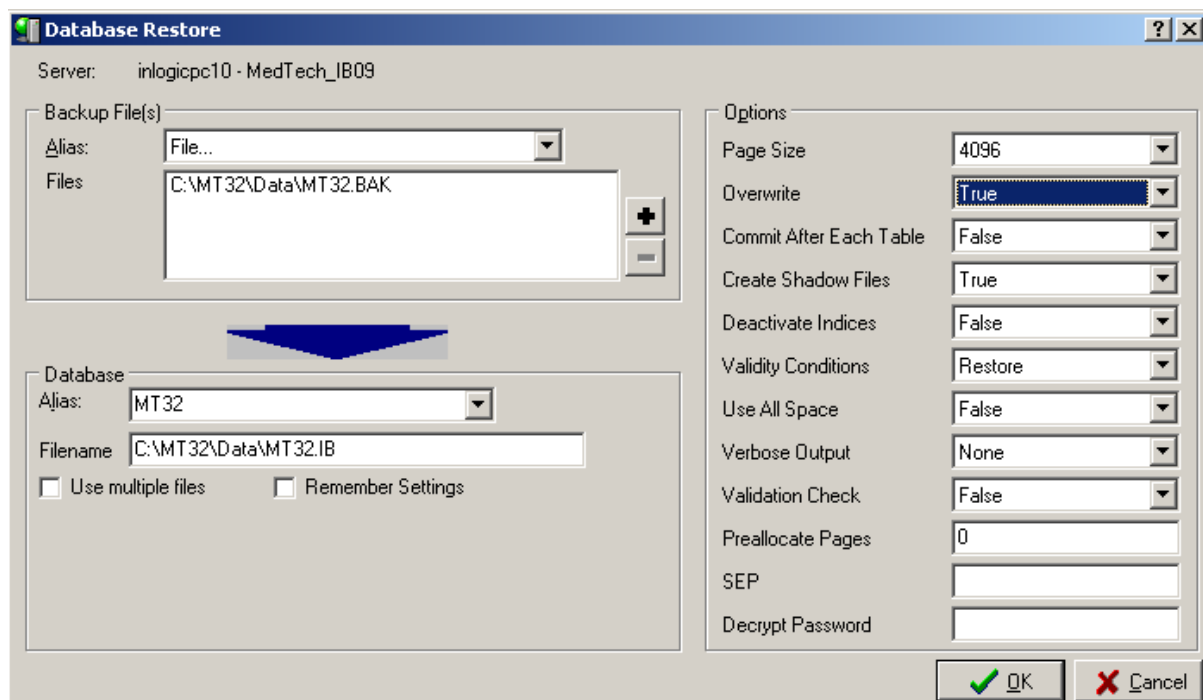 Database Restore
Server: inlogicpc10 - MedTech_IB09
Backup File(s)
Alias: File...
Files C:\MT32\Data\MT32.BAK
Database
Alias: MT32
Filename C:\MT32\Data\MT32.IB
Use multiple files Remember Settings
Options
Page Size 4096
Overwrite True
Commit After Each Table False
Create Shadow Files True
Deactivate Indices False
Validity Conditions Restore
Use All Space False
Verbose Output None
Validation Check False
Preallocate Pages 0
SEP
Decrypt Password
OK Cancel